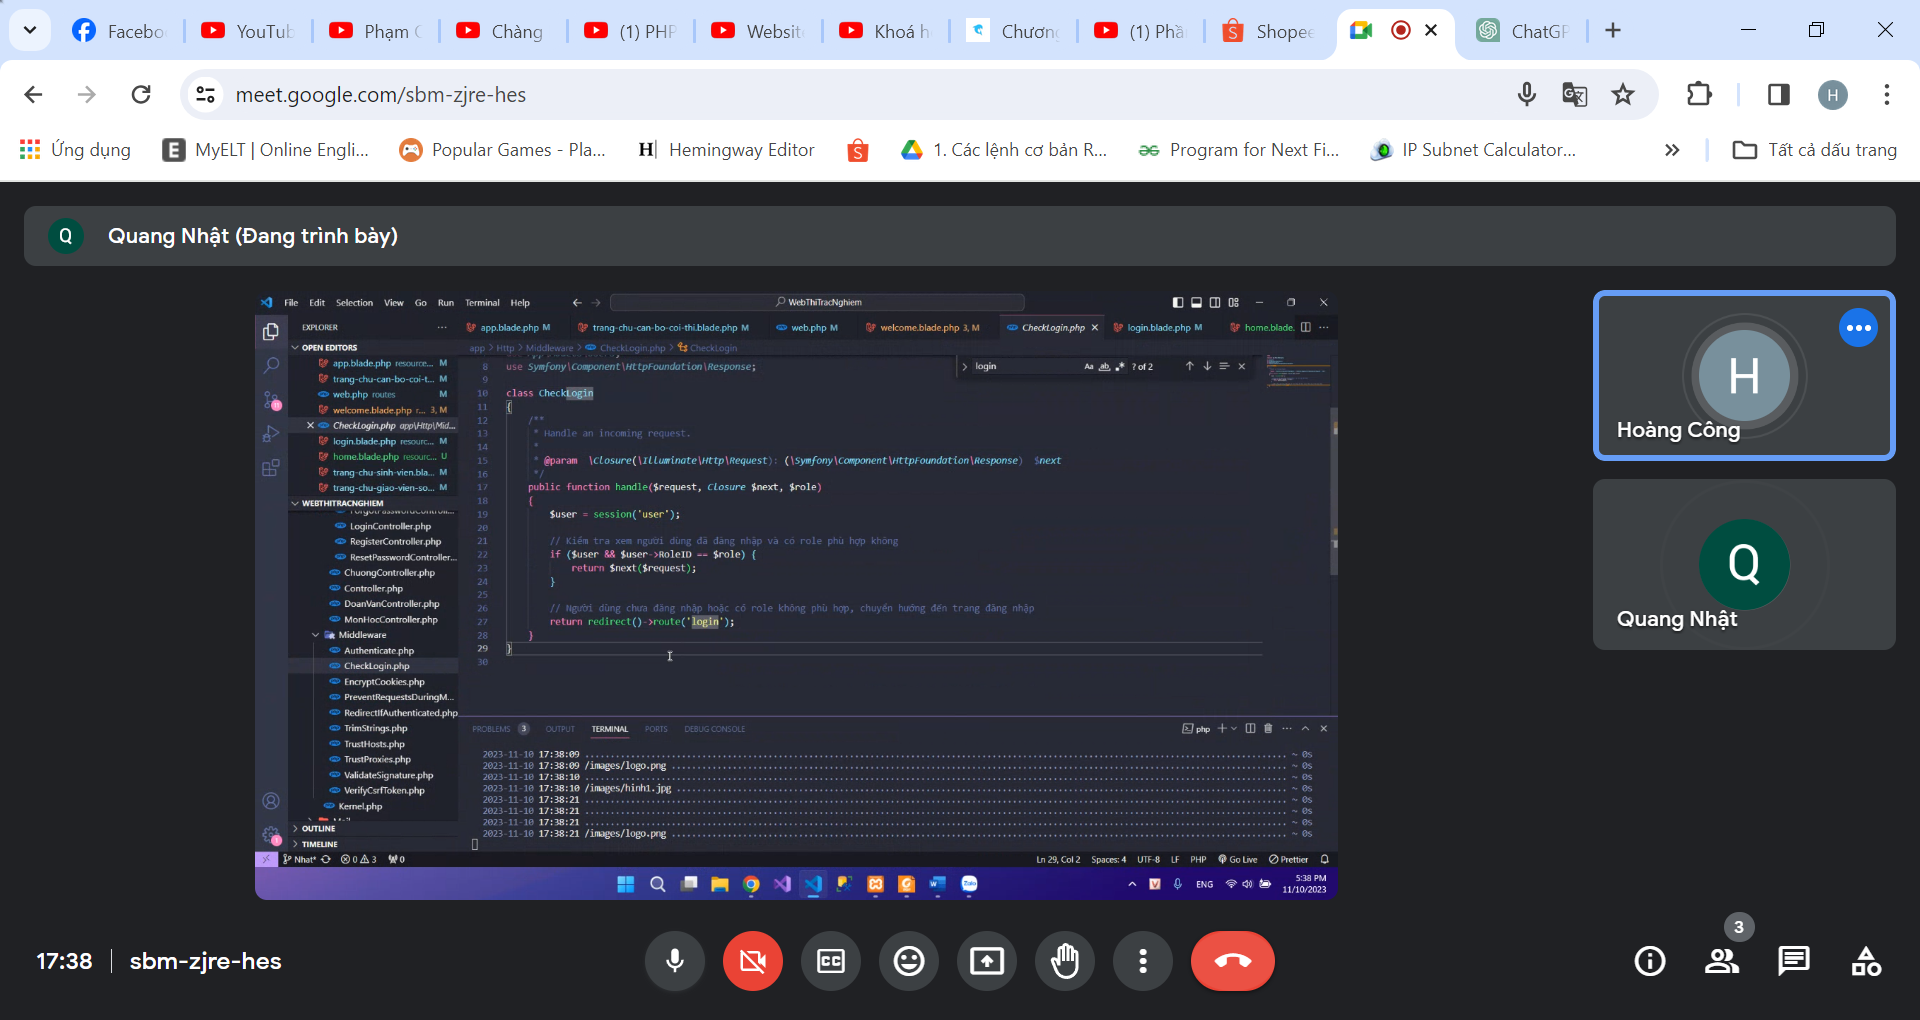 Facebo
YouTub
Phạm
Chàng
(1) PHP
Websit
Khoá h
Chươn
(1) Phầ
Shopee
ChatGP
meet.google.com/sbm-zjre-hes
H
Ứng dụng
MyELT | Online Engli...
Popular Games - Pla...
Hemingway Editor
1. Các lệnh cơ bản R...
Program for Next Fi...
IP Subnet Calculator...
Tất cả dấu trang
Q
Quang Nhật (Đang trình bày)
File Edit Selection View Go Run Terminal Help
WebThiTracNghiem
EXPLORER
app.blade.php M
trang-chu-can-bo-coi-thi.blade.php M
web.php M
welcome.blade.php 3, M
CheckLogin.php
login.blade.php M
home.blade.
OPEN EDITORS
app > Http > Middleware > CheckLogin.php > CheckLogin
app.blade.php resource... M
trang-chu-can-bo-coi-t... M
web.php routes M
welcome.blade.php r... 3, M
CheckLogin.php app\Http\Mid...
login.blade.php resourc... M
home.blade.php resourc... U
trang-chu-sinh-vien.bla... M
trang-chu-giao-vien-so... M
WEBTHITRACNGHIEM
LoginController.php
RegisterController.php
ResetPasswordController...
ChuongController.php
Controller.php
DoanVanController.php
MonHocController.php
Middleware
Authenticate.php
CheckLogin.php
EncryptCookies.php
PreventRequestsDuringM...
RedirectIfAuthenticated.php
TrimStrings.php
TrustHosts.php
TrustProxies.php
ValidateSignature.php
VerifyCsrfToken.php
Kernel.php
OUTLINE
TIMELINE
login
Aa ab
? of 2
8 use Symfony\Component\HttpFoundation\Response;
9
10 class CheckLogin
11 {
12 /**
13 * Handle an incoming request.
14 *
15 * @param \Closure(\Illuminate\Http\Request): (\Symfony\Component\HttpFoundation\Response) $next
16 */
17 public function handle($request, Closure $next, $role)
18 {
19 $user = session('user');
20
21 // Kiểm tra xem người dùng đã đăng nhập và có role phù hợp không
22 if ($user && $user->RoleID == $role) {
23 return $next($request);
24 }
25
26 // Người dùng chưa đăng nhập hoặc có role không phù hợp, chuyển hướng đến trang đăng nhập
27 return redirect()->route('login');
28 }
29 }
30
PROBLEMS 3 OUTPUT TERMINAL PORTS DEBUG CONSOLE
php
2023-11-10 17:38:09 ........ ~ 0s
2023-11-10 17:38:09 /images/logo.png ........ ~ 0s
2023-11-10 17:38:10 ........ ~ 0s
2023-11-10 17:38:10 /images/hinh1.jpg ........ ~ 0s
2023-11-10 17:38:21 ........ ~ 0s
2023-11-10 17:38:21 ........ ~ 0s
2023-11-10 17:38:21 ........ ~ 0s
2023-11-10 17:38:21 /images/logo.png ........ ~ 0s
Nhat* 0 3 0
Ln 29, Col 2 Spaces: 4 UTF-8 LF PHP Go Live Prettier
ENG
5:38 PM
11/10/2023
H
Hoàng Công
Q
Quang Nhật
17:38 | sbm-zjre-hes
CC
3